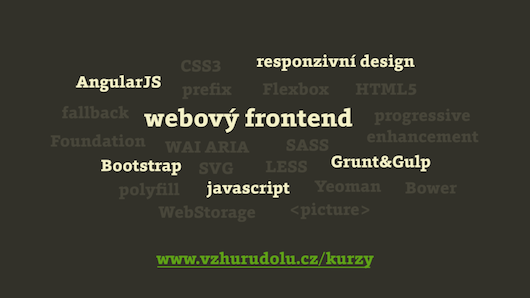 CSS3 responzivní design
AngularJS prefix Flexbox HTML5
fallback webový frontend progressive enhancement
Foundation WAI ARIA SASS
Bootstrap SVG LESS Grunt&Gulp
polyfill javascript Yeoman Bower
WebStorage <picture>
www.vzhurudolu.cz/kurzy